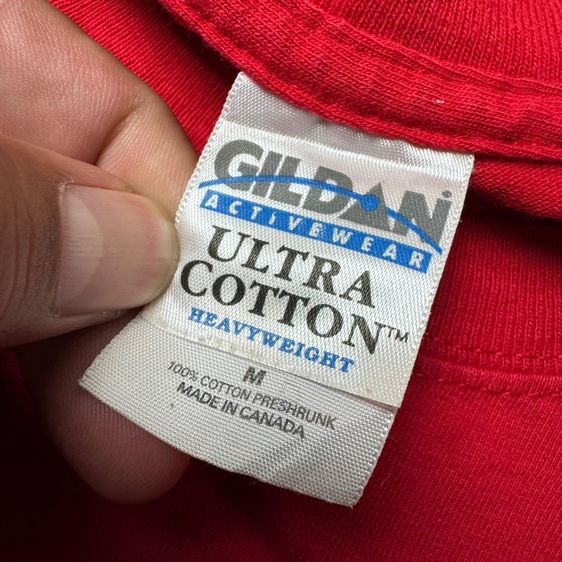 GILDAN
ACTIVEWEAR
ULTRA
COTTON™
HEAVYWEIGHT
M
100% COTTON PRESHRUNK
MADE IN CANADA